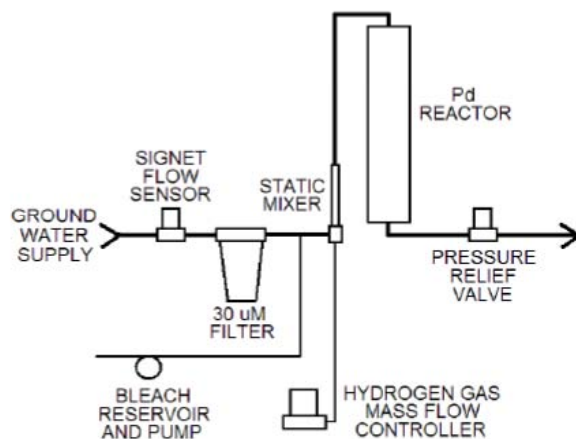 Pd
REACTOR
SIGNET
FLOW
SENSOR
STATIC
MIXER
GROUND
WATER
SUPPLY
30 uM
FILTER
PRESSURE
RELIEF
VALVE
BLEACH
RESERVOIR
AND PUMP
HYDROGEN GAS
MASS FLOW
CONTROLLER